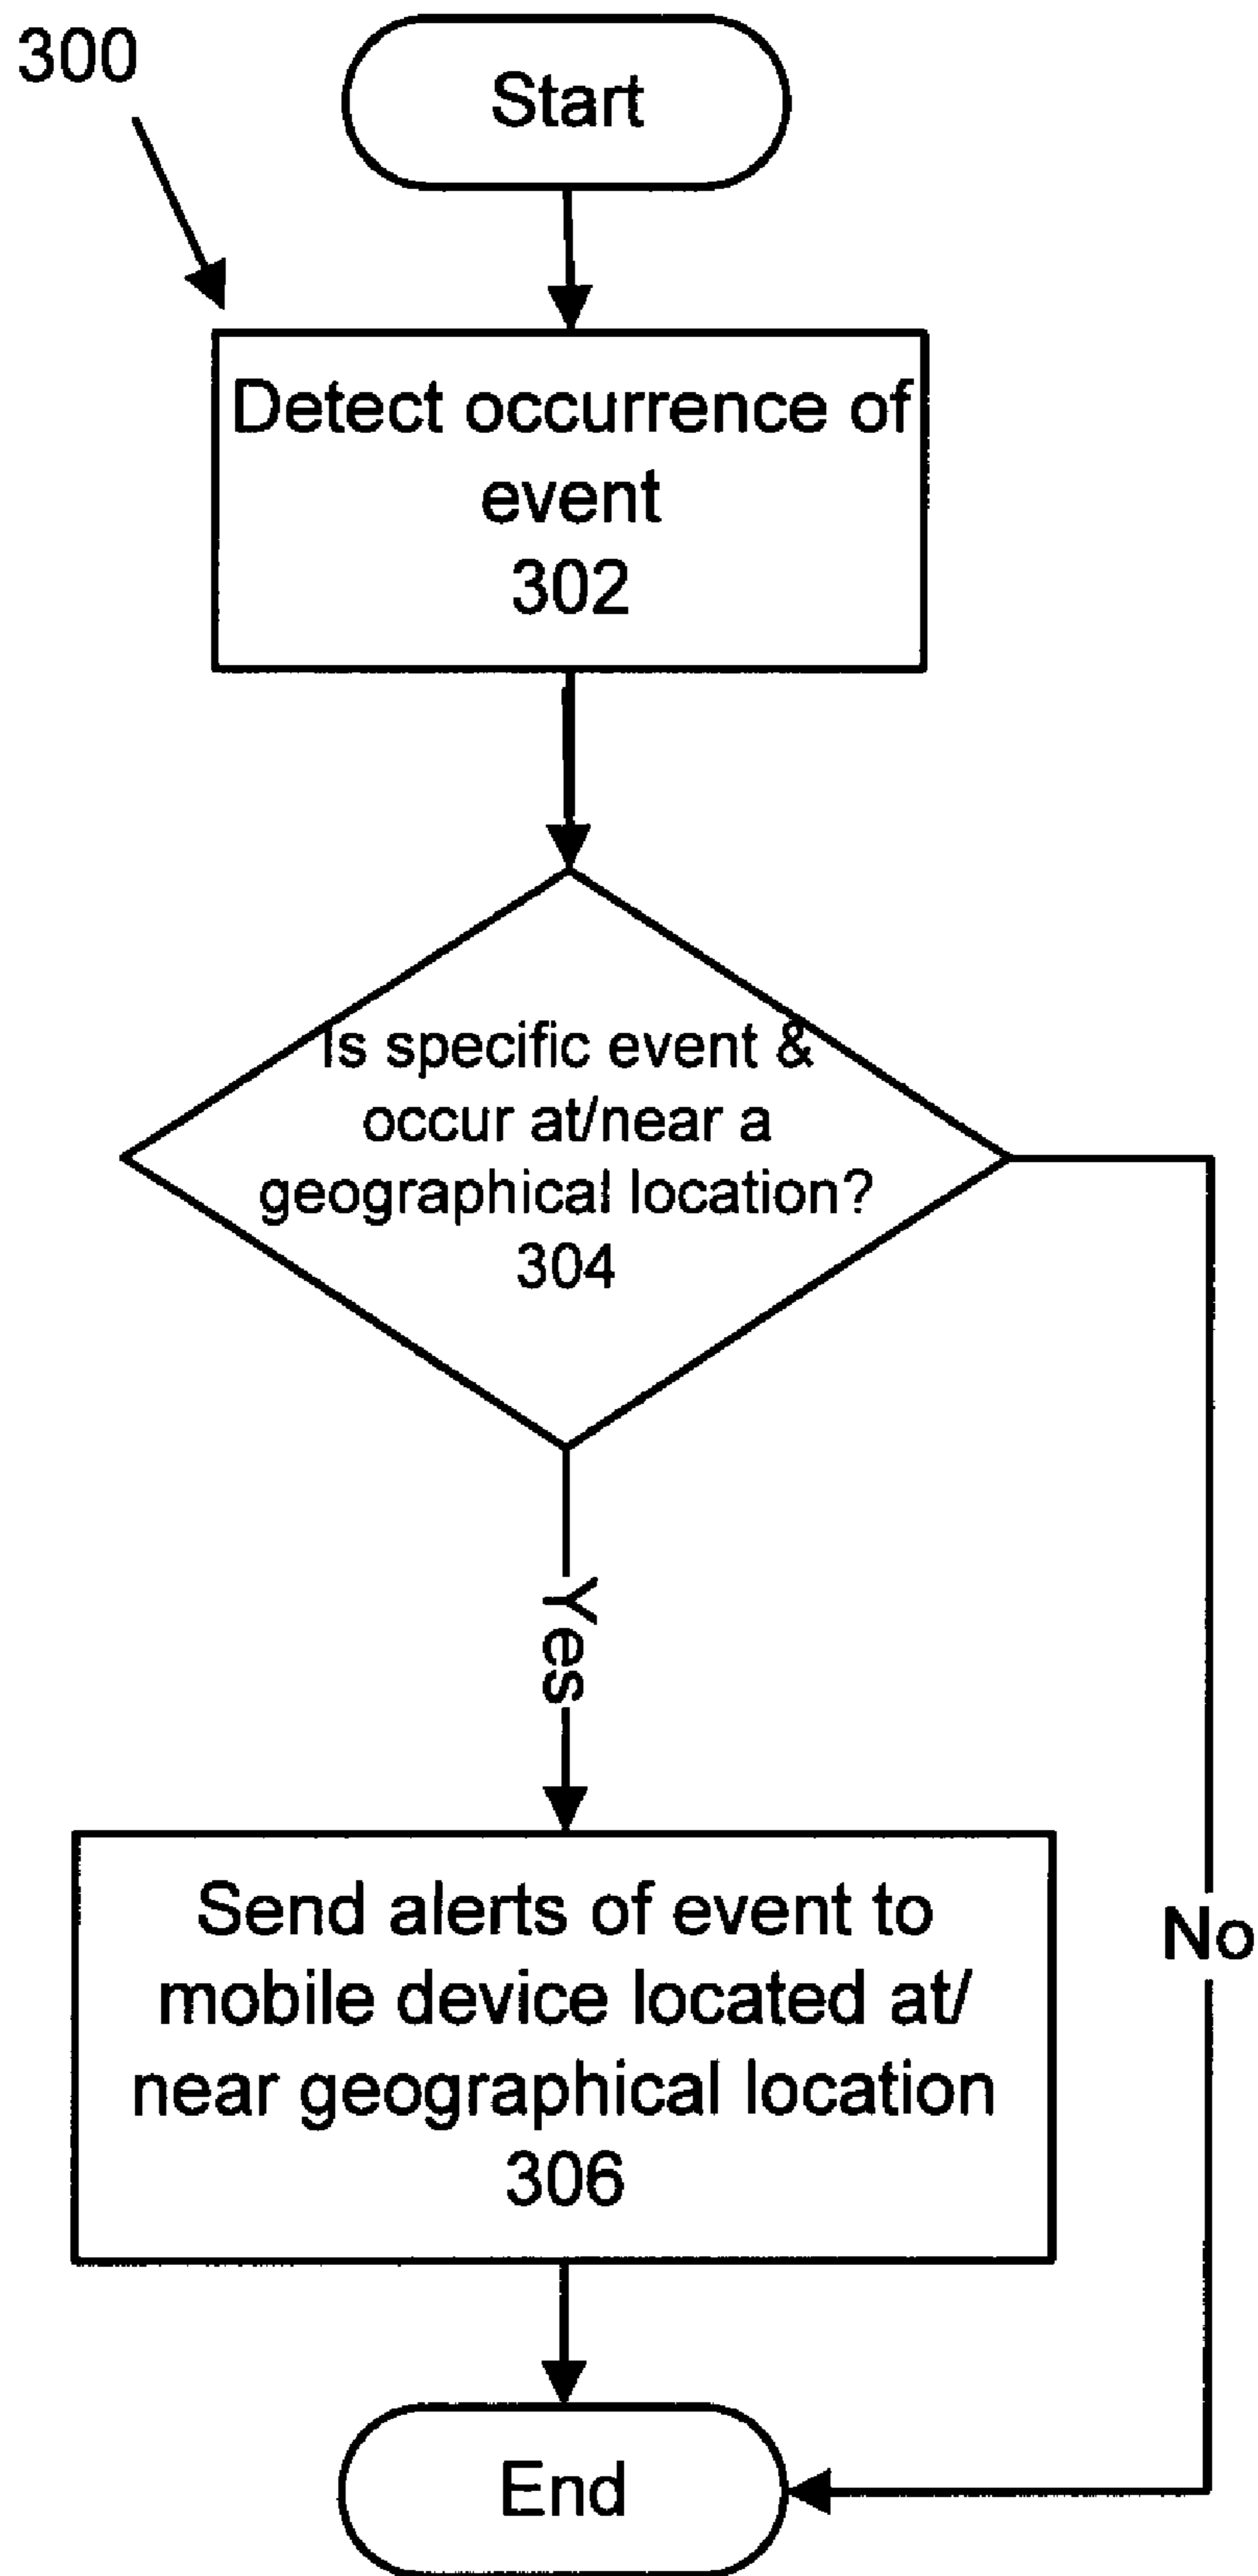 300
Start
Detect occurrence of
event
302
Is specific event &
occur at/near a
geographical location?
304
Yes
No
Send alerts of event to
mobile device located at/
near geographical location
306
End